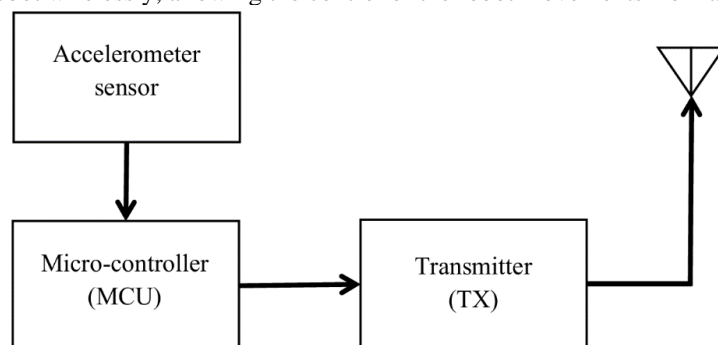 Accelerometer
sensor
Micro-controller
(MCU)
Transmitter
(TX)